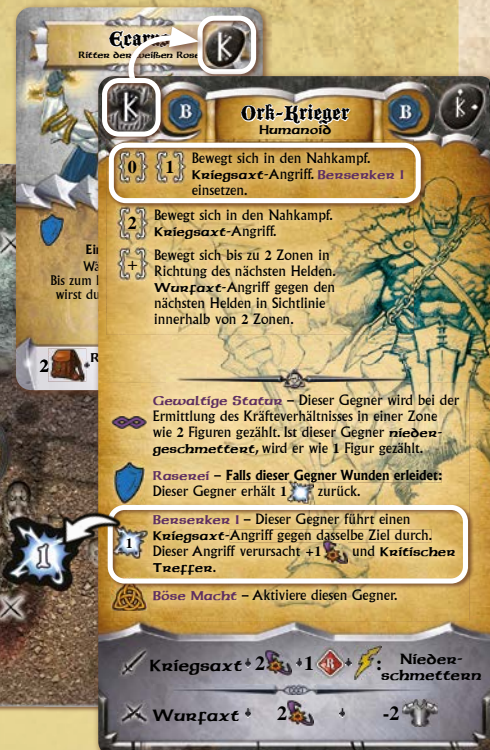 Ecarus
Ritter der weißen Rose
K
K
B
Ork-Krieger
B
K
Humanoid
0 1 Bewegt sich in den Nahkampf.
Kriegsaxt-Angriff. Berserker I
einsetzen.
2 Bewegt sich in den Nahkampf.
Kriegsaxt-Angriff.
+ Bewegt sich bis zu 2 Zonen in
Richtung des nächsten Helden.
Wurfaxt-Angriff gegen den
nächsten Helden in Sichtlinie
innerhalb von 2 Zonen.
Ei
Wä
Bis zum
wirst du
2
R
Gewaltige Statur – Dieser Gegner wird bei der
Ermittlung des Kräfteverhältnisses in einer Zone
wie 2 Figuren gezählt. Ist dieser Gegner nieder-
geschmettert, wird er wie 1 Figur gezählt.
Raserei – Falls dieser Gegner Wunden erleidet:
Dieser Gegner erhält 1 zurück.
1
1
Berserker I – Dieser Gegner führt einen
Kriegsaxt-Angriff gegen dasselbe Ziel durch.
Dieser Angriff verursacht +1 und Kritischer
Treffer.
Böse Macht – Aktiviere diesen Gegner.
Kriegsaxt 2 +1 R + : Nieder-
schmettern
Wurfaxt 2 -2